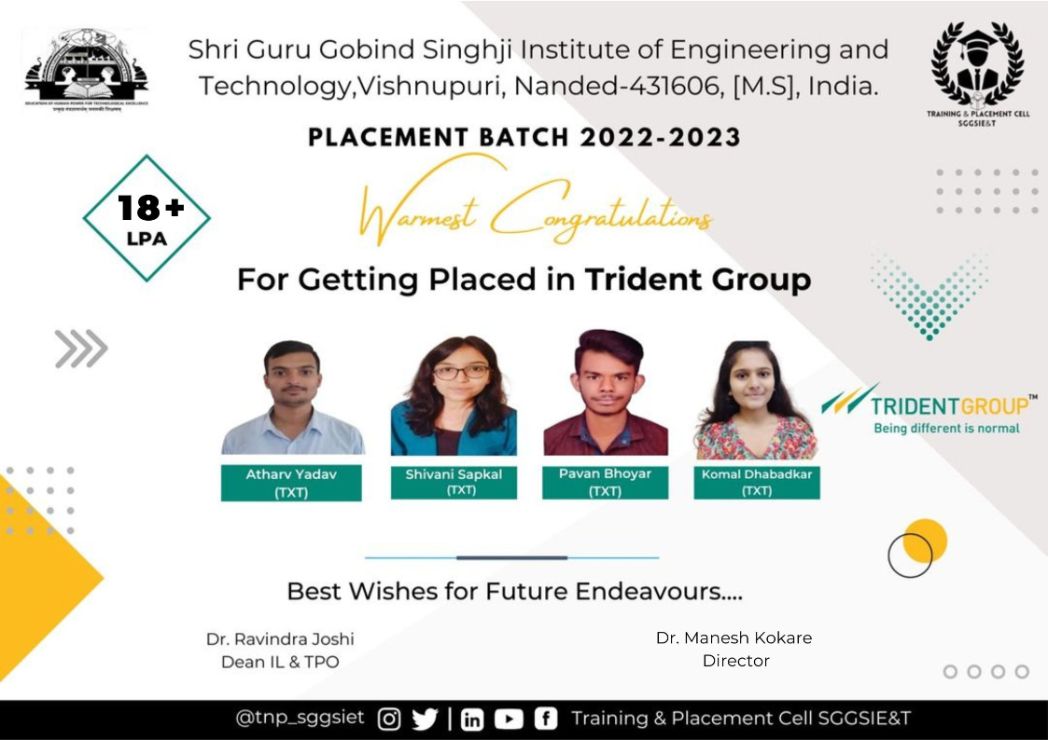 Shri Guru Gobind Singhji Institute of Engineering and
Technology,Vishnupuri, Nanded-431606, [M.S], India.
EDUCATION OF HUMAN POWER FOR TECHNOLOGICAL EXCELLENCE
TRAINING & PLACEMENT CELL
SGGSIE&T
PLACEMENT BATCH 2022-2023
18+
LPA
Warmest Congratulations
For Getting Placed in Trident Group
TRIDENTGROUP™
Being different is normal
Atharv Yadav
(TXT)
Shivani Sapkal
(TXT)
Pavan Bhoyar
(TXT)
Komal Dhabadkar
(TXT)
Best Wishes for Future Endeavours....
Dr. Ravindra Joshi
Dean IL & TPO
Dr. Manesh Kokare
Director
@tnp_sggsiet
Training & Placement Cell SGGSIE&T